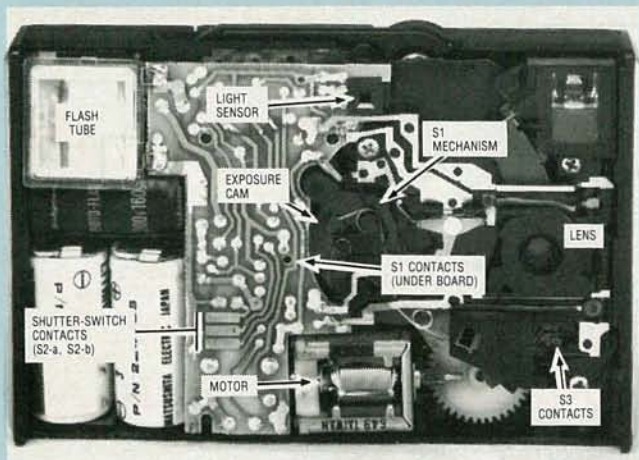 FLASH
TUBE
LIGHT
SENSOR
S1
MECHANISM
EXPOSURE
CAM
LENS
S1 CONTACTS
(UNDER BOARD)
SHUTTER-SWITCH
CONTACTS
(S2-a, S2-b)
MOTOR
S3
CONTACTS